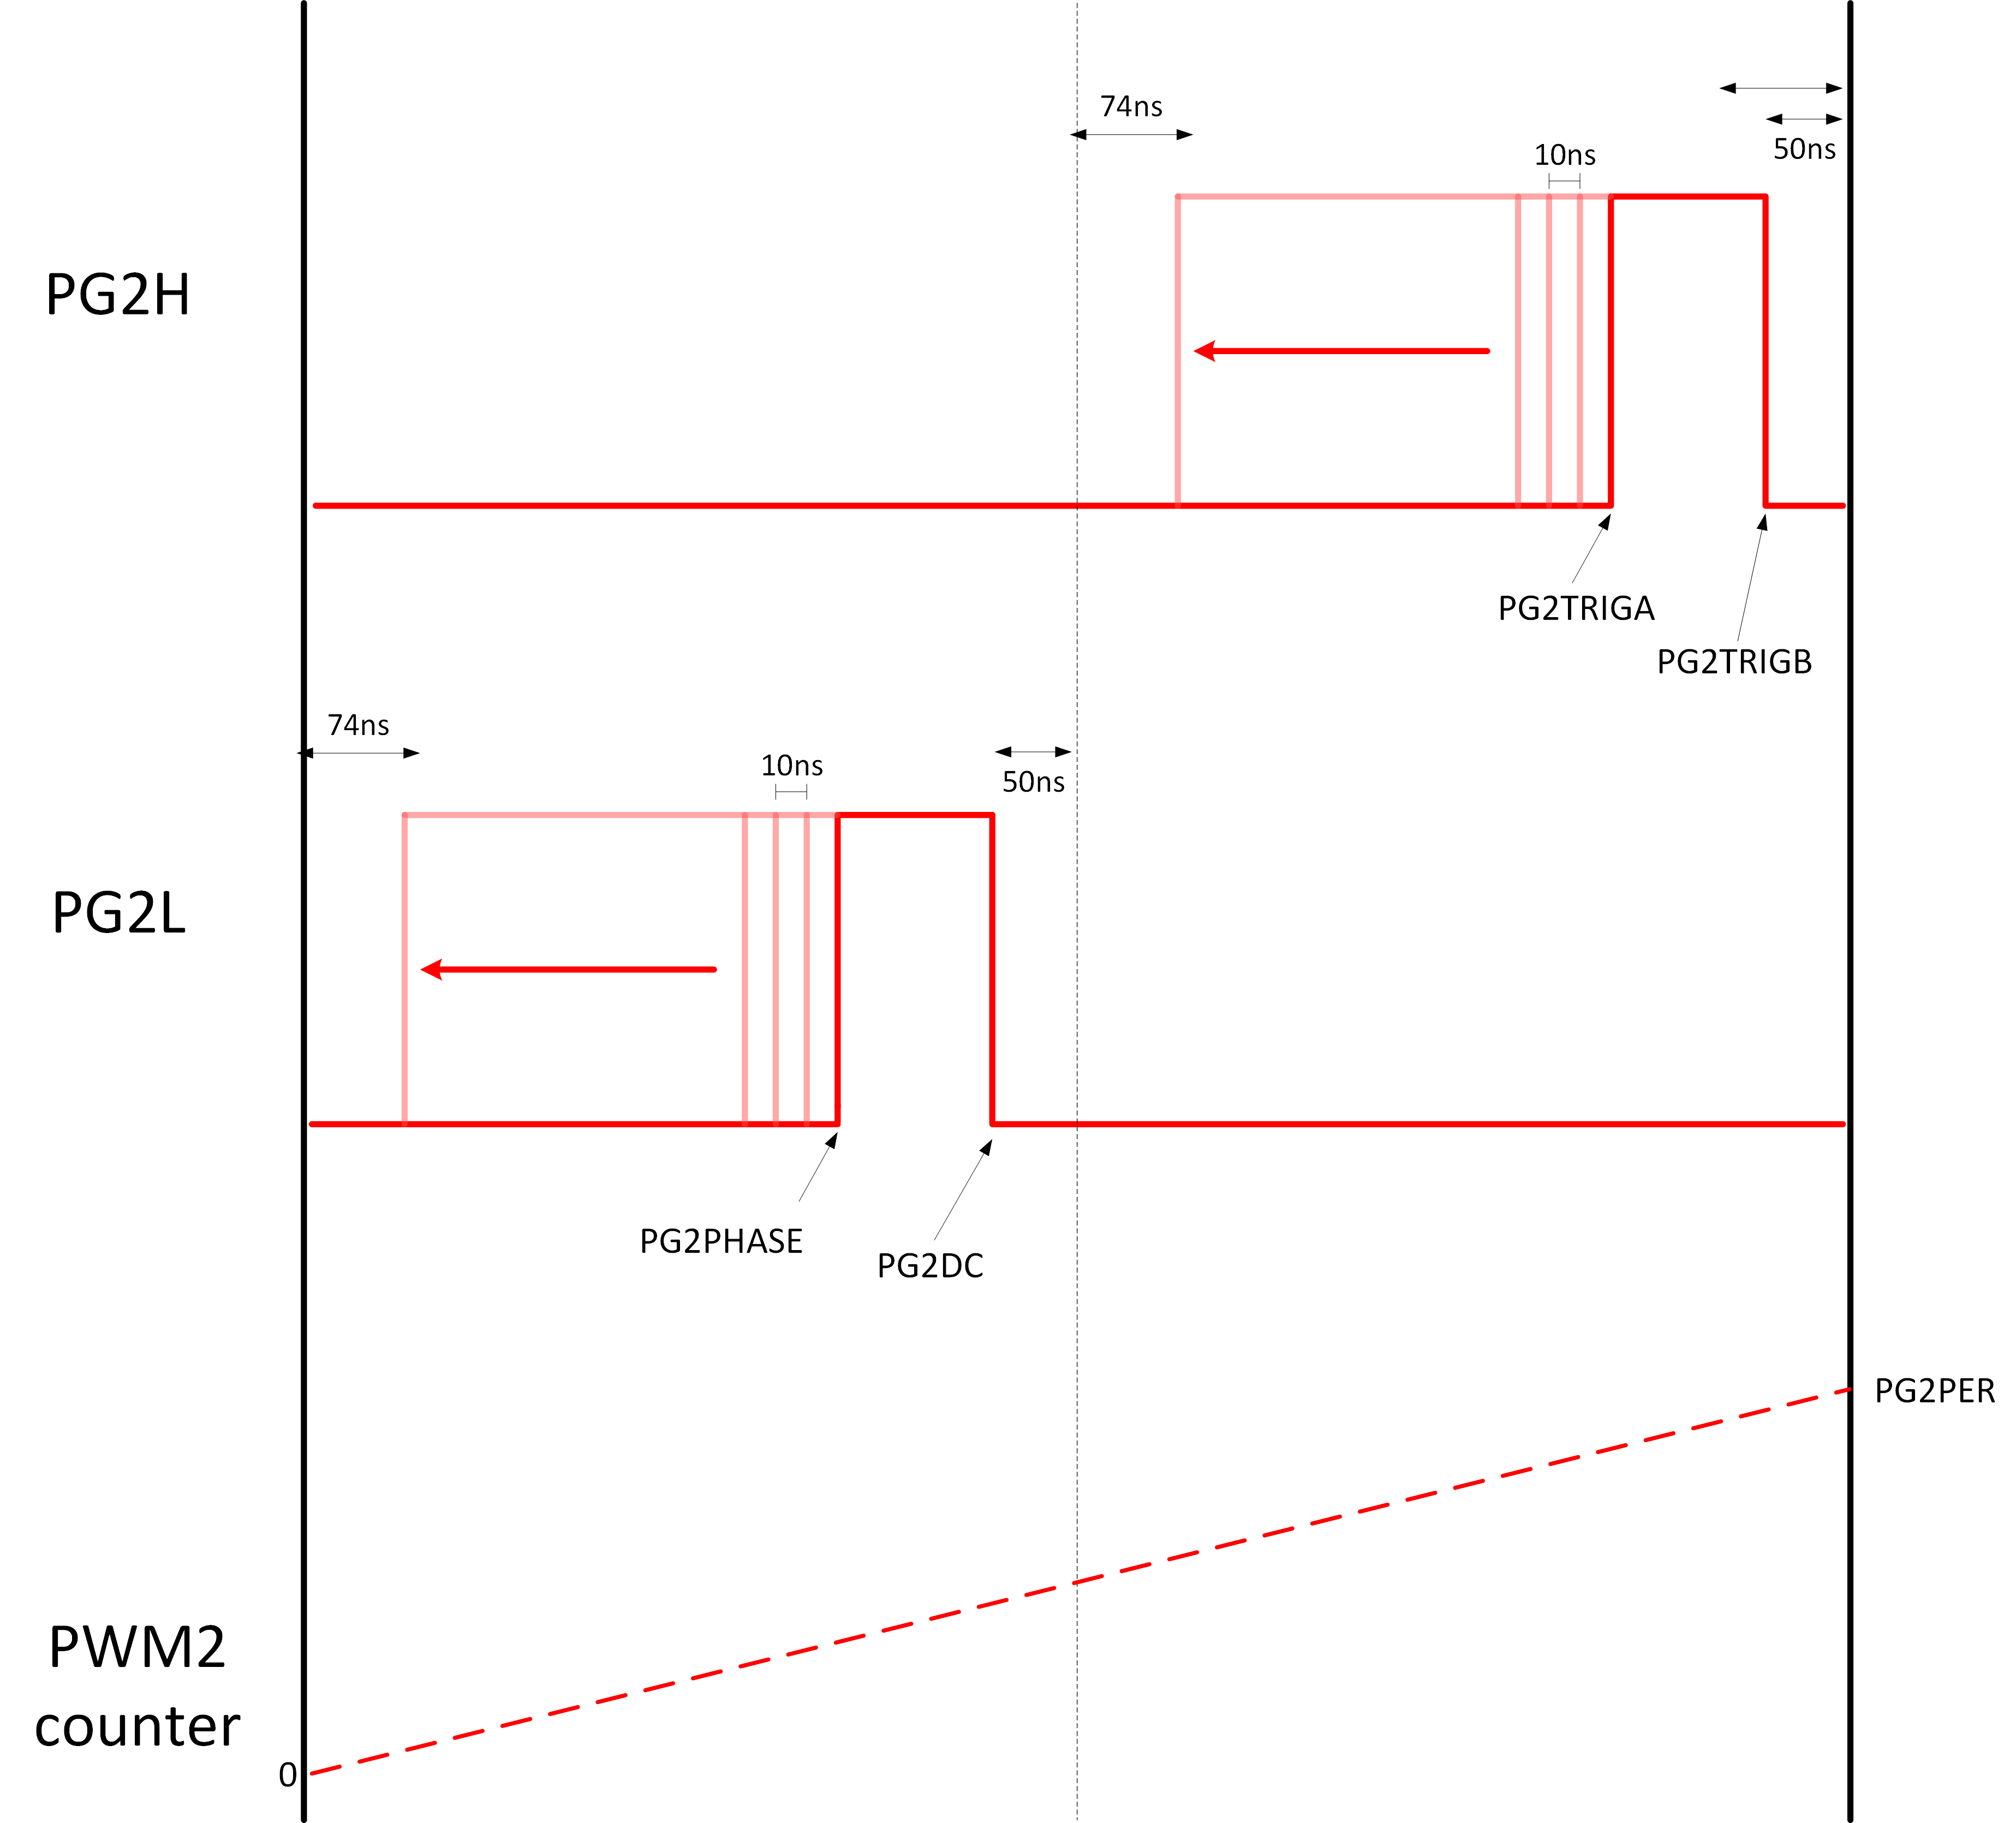 74ns
50ns
10ns
PG2H
PG2TRIGA
PG2TRIGB
74ns
10ns
50ns
PG2L
PG2PHASE
PG2DC
PG2PER
PWM2
counter
0